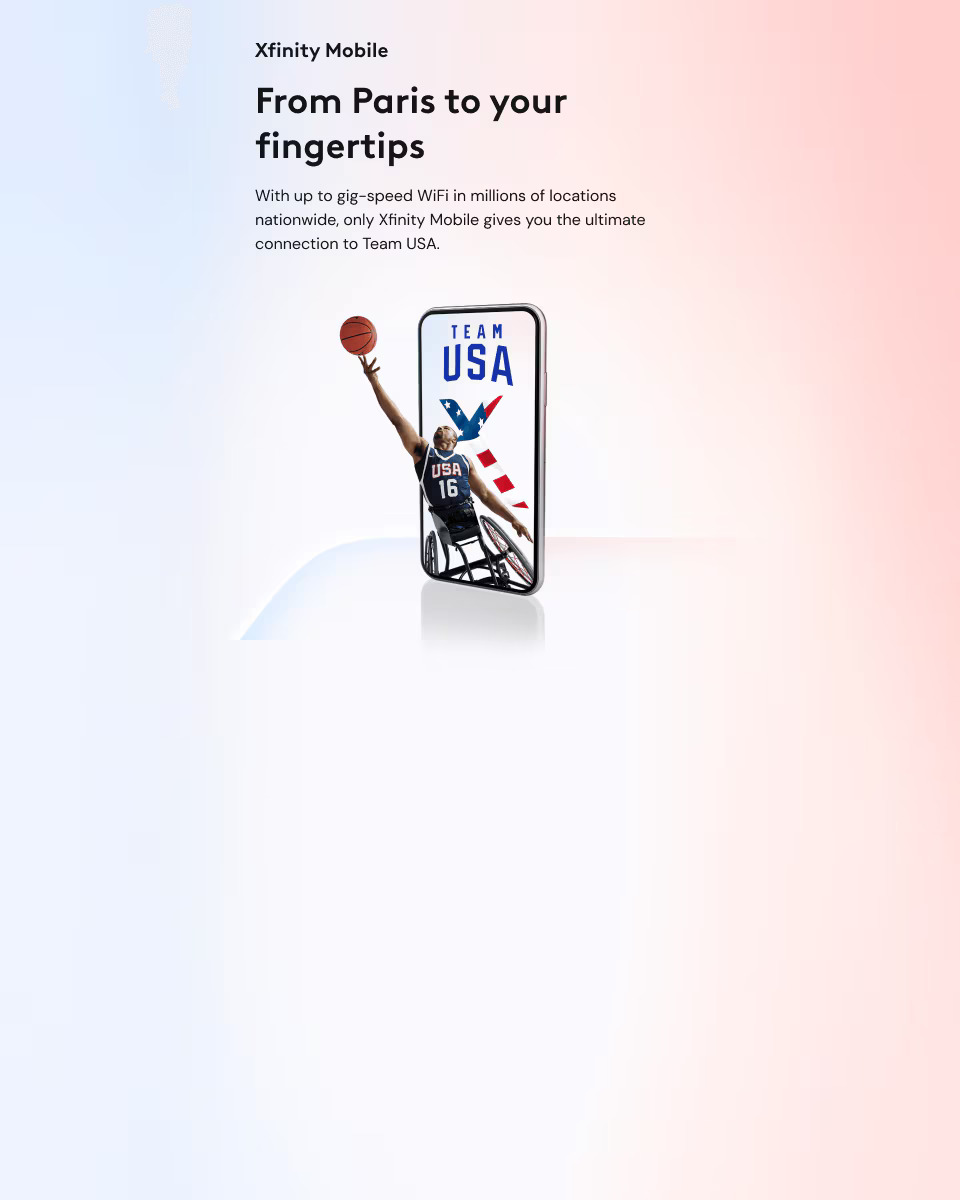 Xfinity Mobile
From Paris to your
fingertips
With up to gig-speed WiFi in millions of locations
nationwide, only Xfinity Mobile gives you the ultimate
connection to Team USA.
TEAM
USA
USA
16